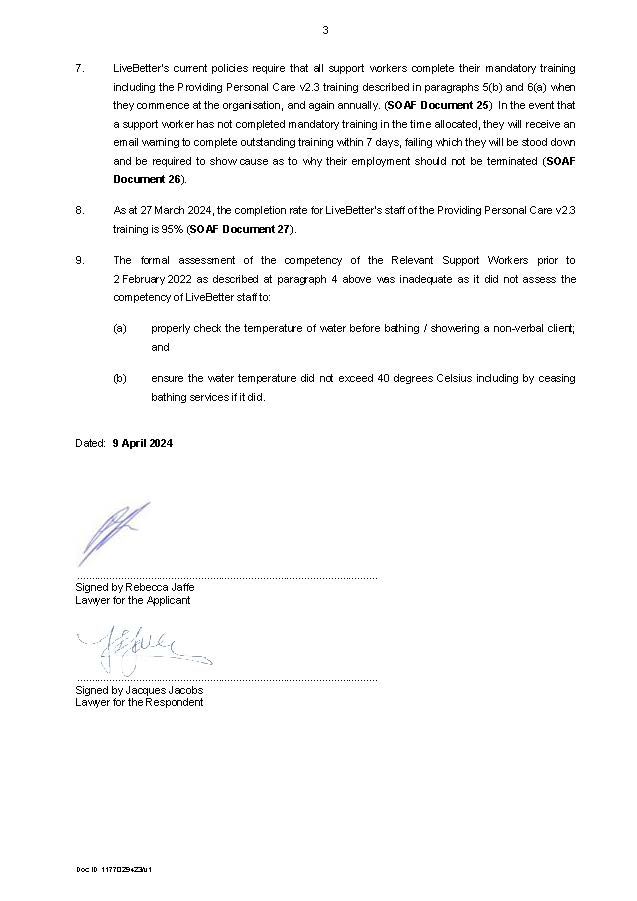 3
7. LiveBetter's current policies require that all support workers complete their mandatory training
including the Providing Personal Care v2.3 training described in paragraphs 5(b) and 6(a) when
they commence at the organisation, and again annually. (SOAF Document 25) In the event that
a support worker has not completed mandatory training in the time allocated, they will receive an
email warning to complete outstanding training within 7 days, failing which they will be stood down
and be required to show cause as to why their employment should not be terminated (SOAF
Document 26).
8. As at 27 March 2024, the completion rate for LiveBetter's staff of the Providing Personal Care v2.3
training is 95% (SOAF Document 27).
9. The formal assessment of the competency of the Relevant Support Workers prior to
2 February 2022 as described at paragraph 4 above was inadequate as it did not assess the
competency of LiveBetter staff to:
(a) properly check the temperature of water before bathing / showering a non-verbal client;
and
(b) ensure the water temperature did not exceed 40 degrees Celsius including by ceasing
bathing services if it did.
Dated: 9 April 2024
Signed by Rebecca Jaffe
Lawyer for the Applicant
Signed by Jacques Jacobs
Lawyer for the Respondent
Doc ID 1177029423/v1